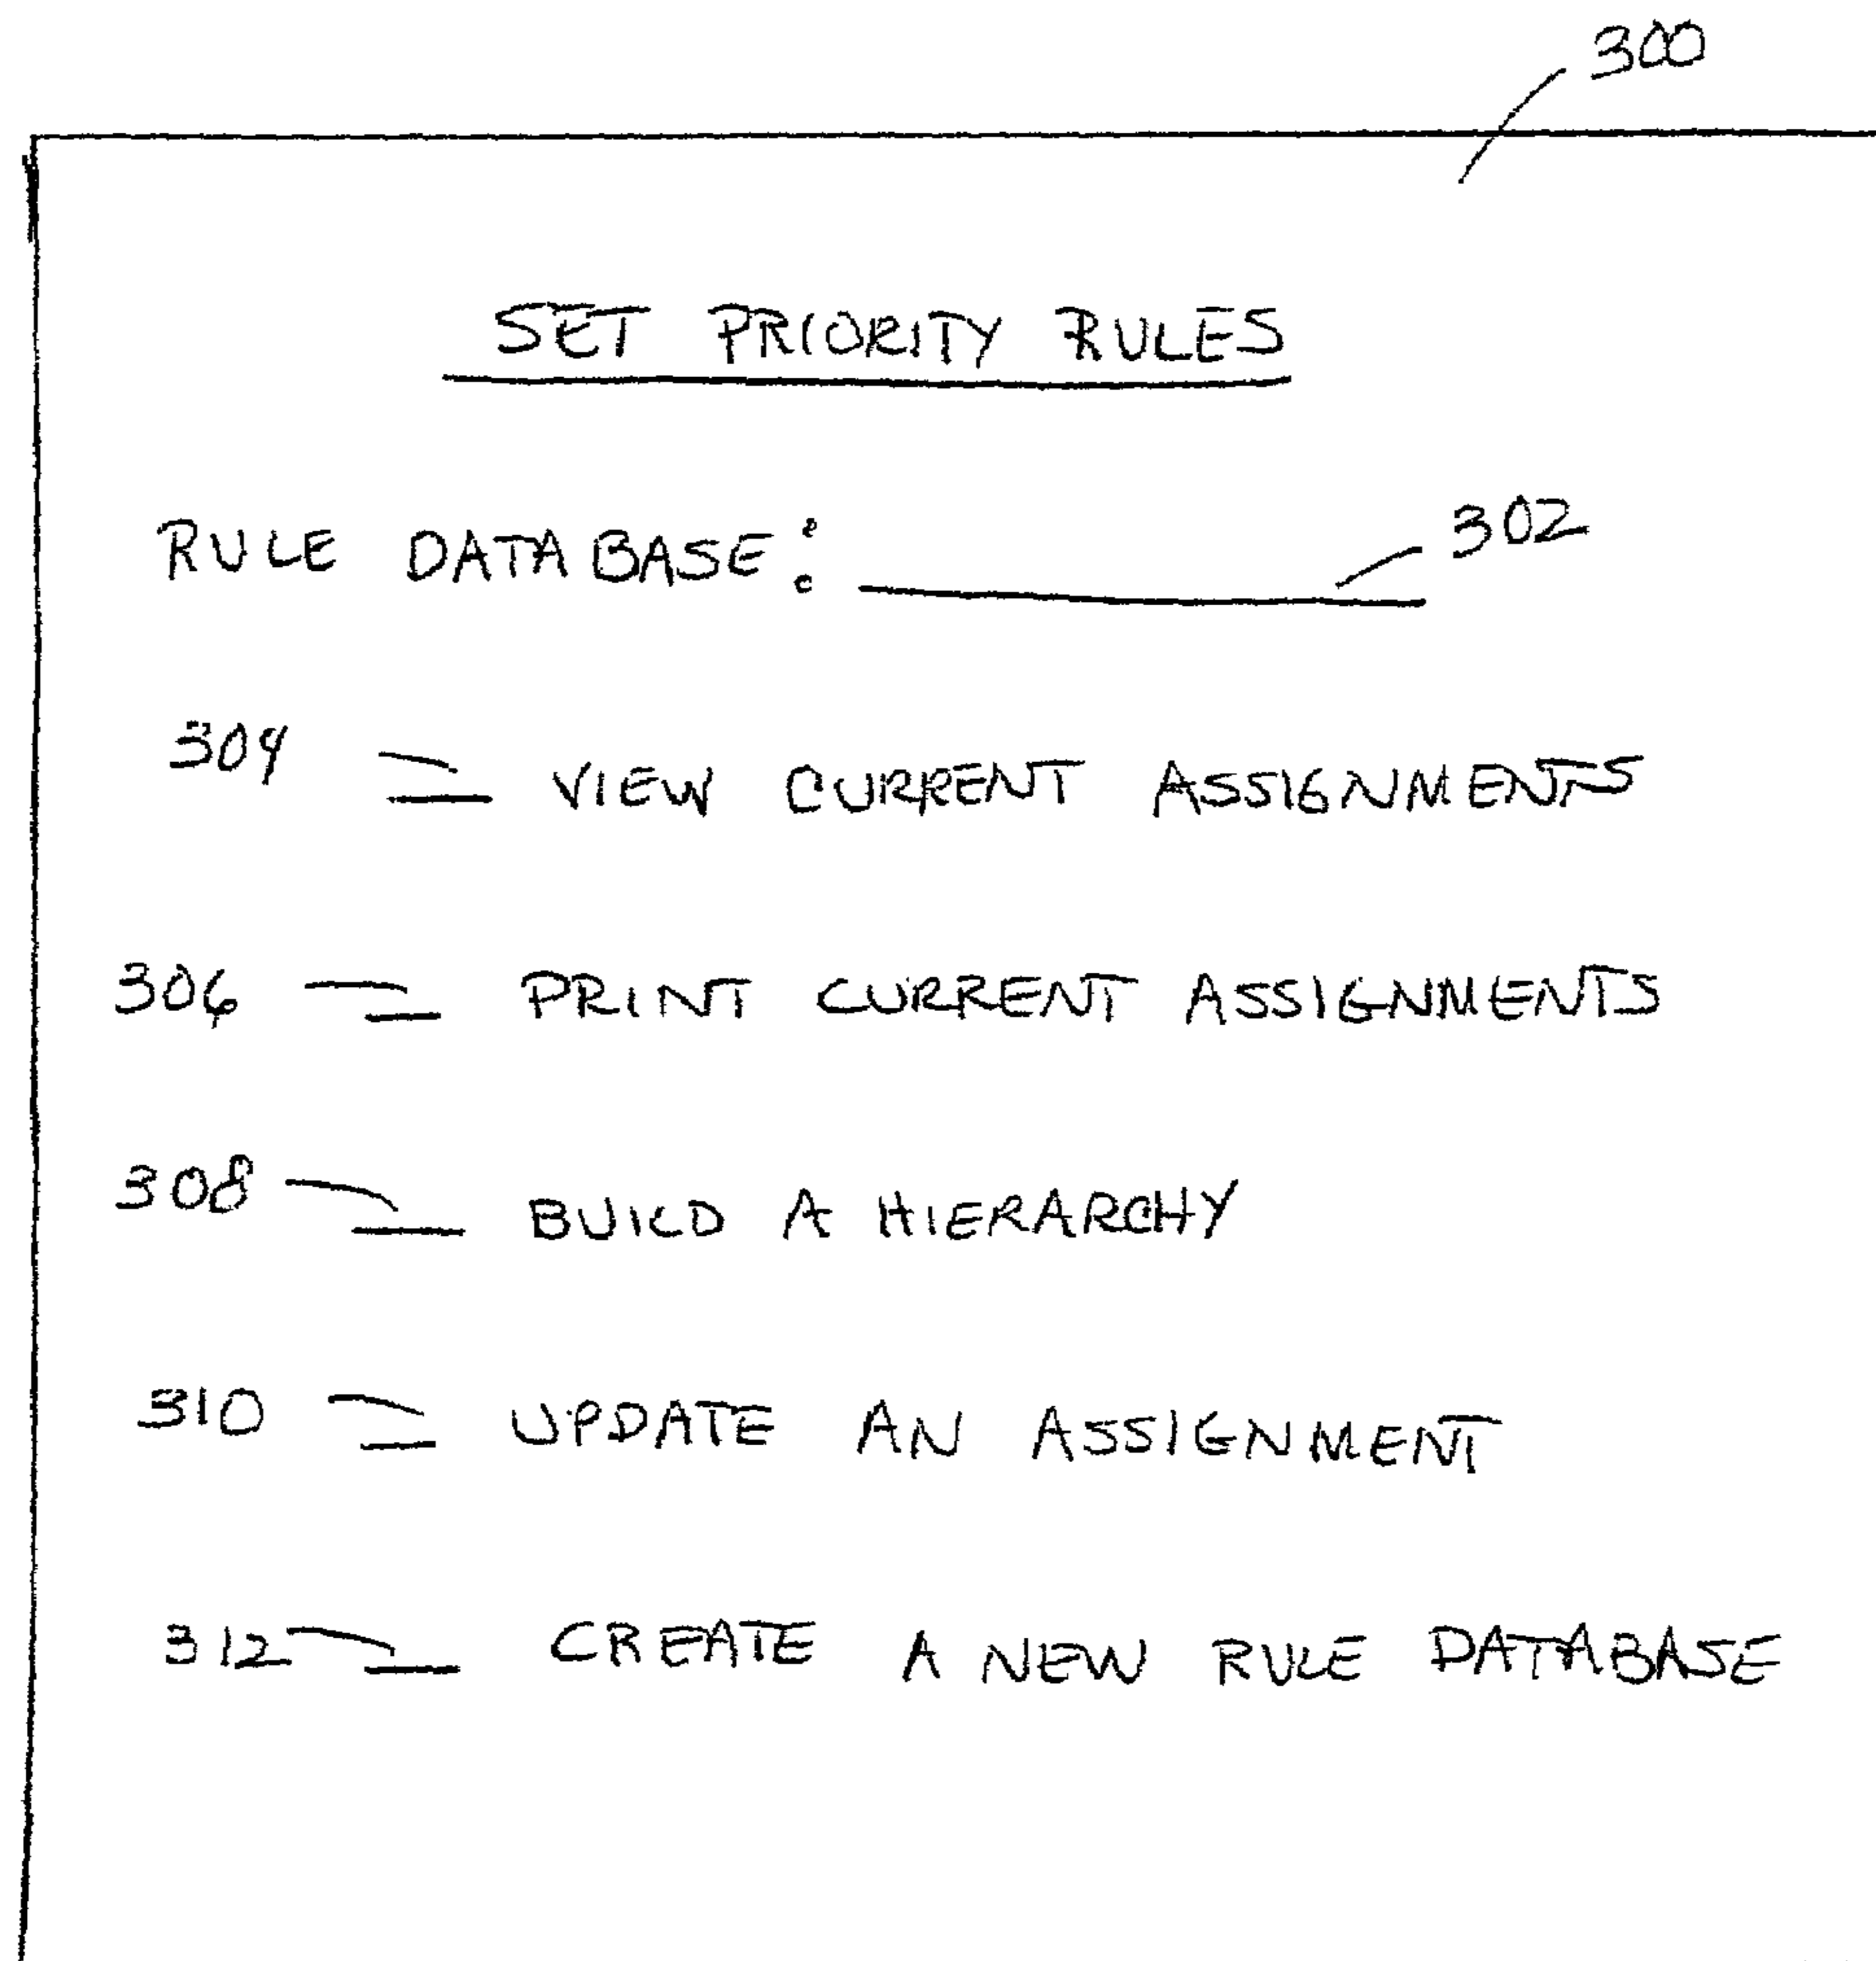 300
SET PRIORITY RULES
RULE DATABASE: 302
304 VIEW CURRENT ASSIGNMENTS
306 PRINT CURRENT ASSIGNMENTS
308 BUILD A HIERARCHY
310 UPDATE AN ASSIGNMENT
312 CREATE A NEW RULE DATABASE